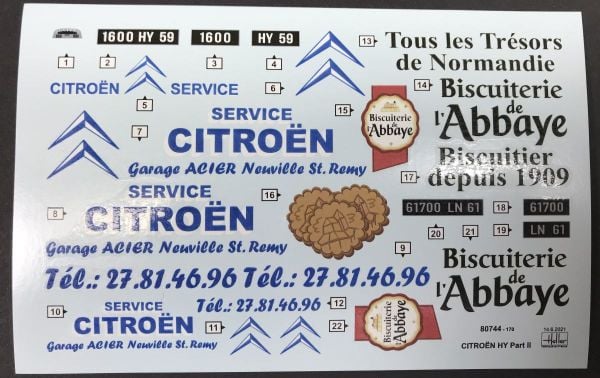 1600 HY 59
1600
HY 59
1
2
3
4
CITROËN
SERVICE
5
6
7
SERVICE
CITROËN
Garage ACIER Neuville St. Remy
SERVICE
8
CITROËN
Garage ACIER Neuville St. Remy
Tél.: 27.81.46.96
Tél.: 27.81.46.96
9
10
SERVICE
CITROËN
Garage ACIER Neuville St. Remy
Tél.: 27.81.46.96
11
12
13
Tous les Trésors
de Normandie
14
Biscuiterie
de
l'Abbaye
15
Biscuiterie
de
l'Abbaye
16
17
Biscuitier
depuis 1909
61700 LN 61
18
61700
20
21
19
LN 61
Biscuiterie
de
l'Abbaye
22
Biscuiterie
de
l'Abbaye
80744 - 170
CITROËN HY Part II
14.6.2021
Heller